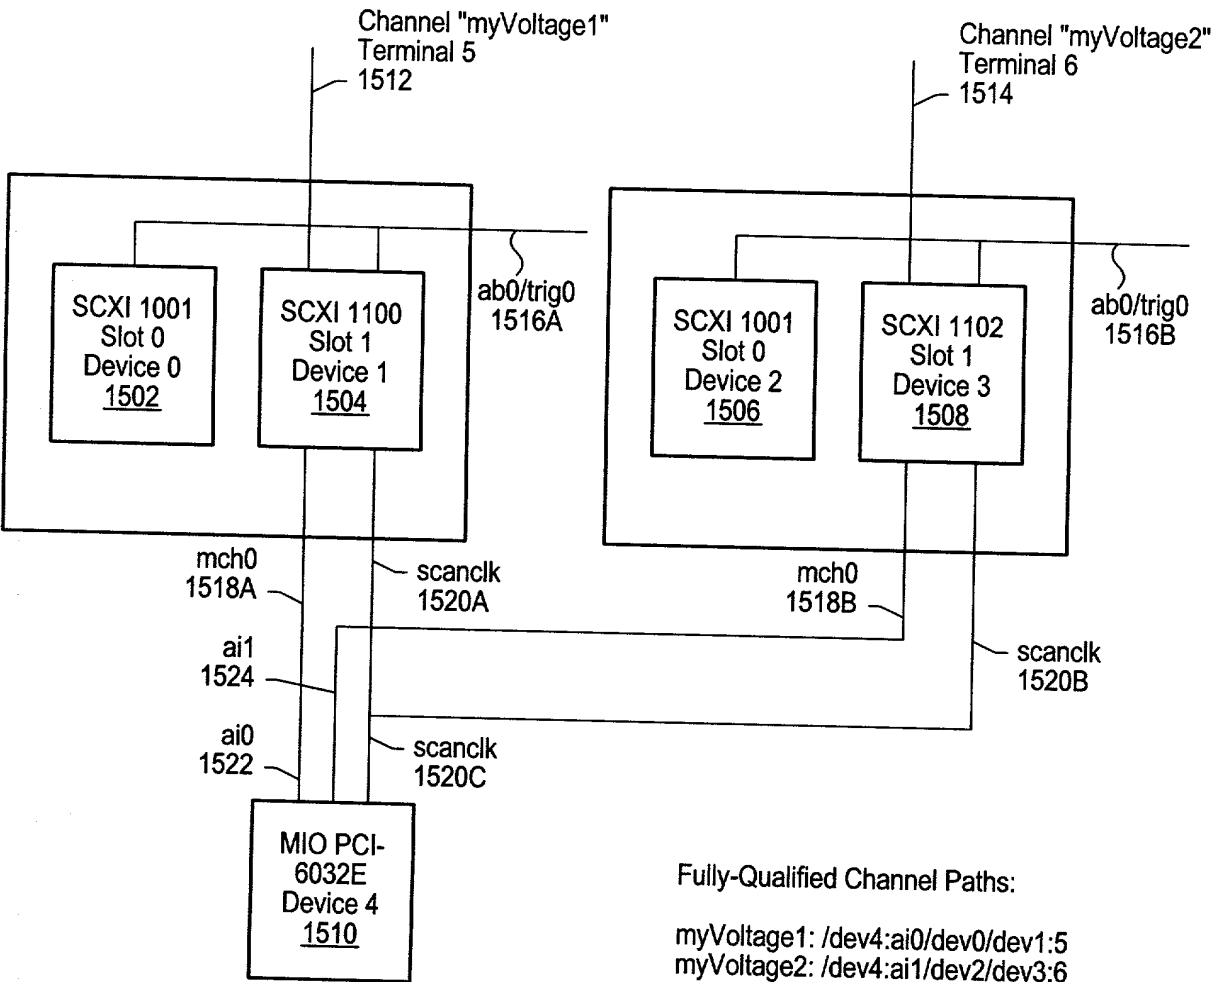 Channel "myVoltage1"
Terminal 5
1512
Channel "myVoltage2"
Terminal 6
1514
ab0/trig0
1516A
ab0/trig0
1516B
SCXI 1001
Slot 0
Device 0
1502
SCXI 1100
Slot 1
Device 1
1504
SCXI 1001
Slot 0
Device 2
1506
SCXI 1102
Slot 1
Device 3
1508
mch0
1518A
scanclk
1520A
mch0
1518B
scanclk
1520B
ai1
1524
ai0
1522
scanclk
1520C
MIO PCI-
6032E
Device 4
1510
Fully-Qualified Channel Paths:
myVoltage1: /dev4:ai0/dev0/dev1:5
myVoltage2: /dev4:ai1/dev2/dev3:6